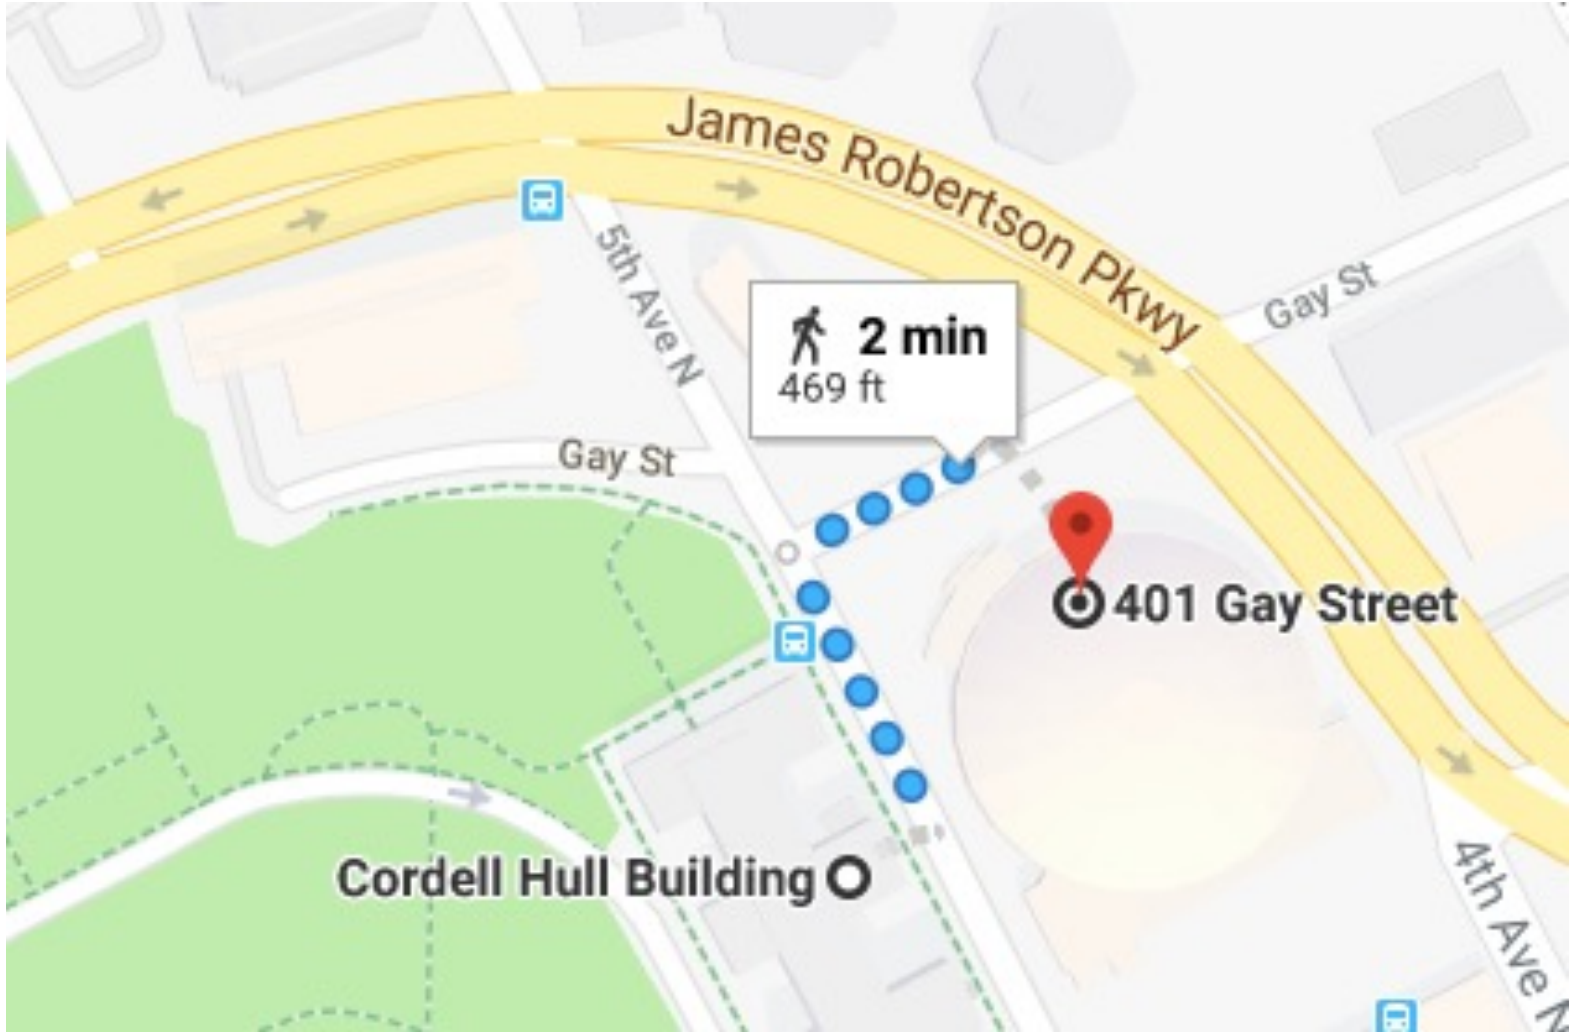 James Robertson Pkwy
5th Ave N
Gay St
2 min
469 ft
Gay St
401 Gay Street
Cordell Hull Building
4th Ave N